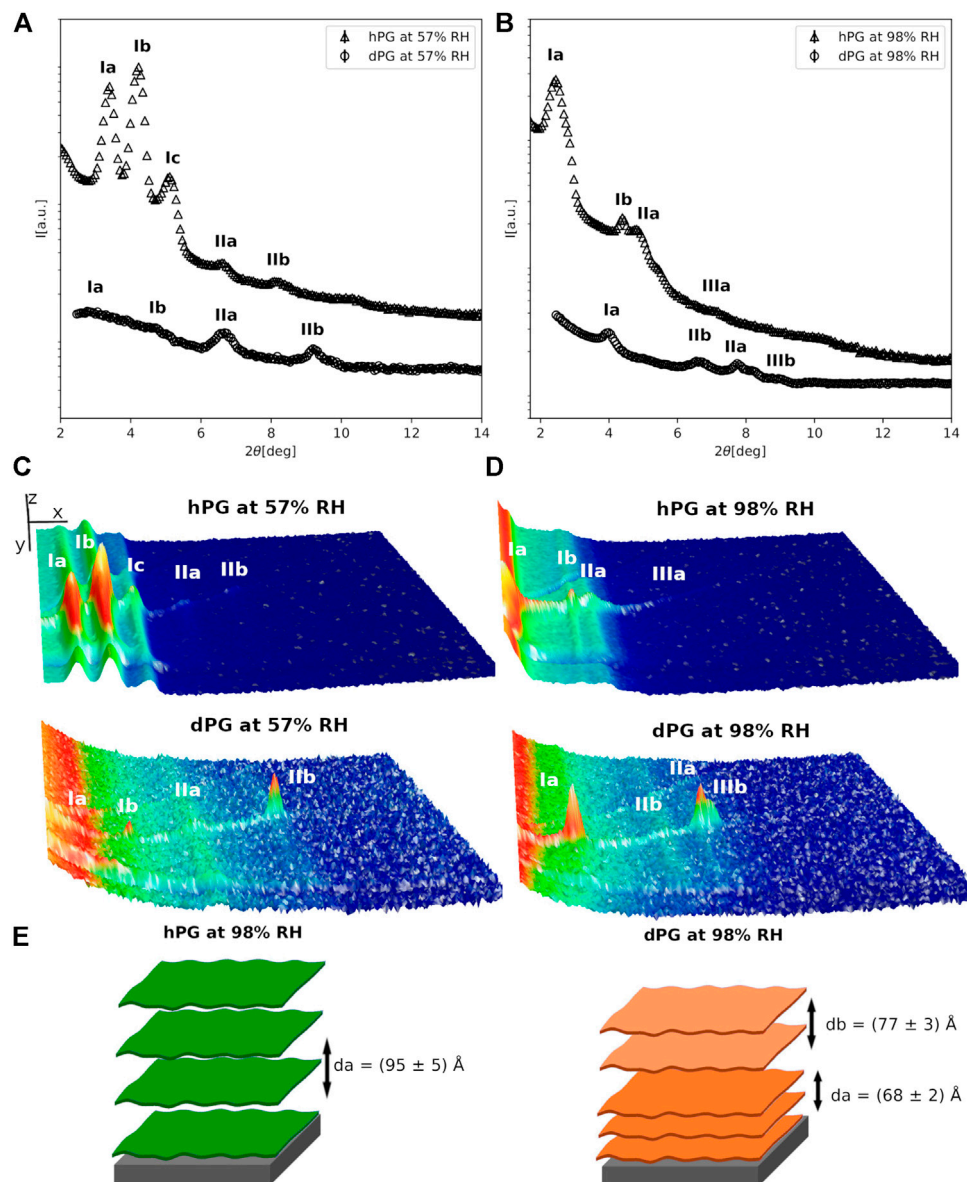 A
B
hPG at 57% RH
dPG at 57% RH
hPG at 98% RH
dPG at 98% RH
Ia
Ib
Ic
IIa
IIb
Ia
Ib
IIa
IIb
I[a.u.]
2 4 6 8 10 12 14
2θ[deg]
Ia
Ib
IIa
IIIa
Ia
IIb
IIa
IIIb
I[a.u.]
2 4 6 8 10 12 14
2θ[deg]
C
D
z
x
y
hPG at 57% RH
Ia
Ib
Ic
IIa
IIb
hPG at 98% RH
Ia
Ib
IIa
IIIa
dPG at 57% RH
Ia
Ib
IIa
IIb
dPG at 98% RH
Ia
IIa
IIb
IIIb
E
hPG at 98% RH
da = (95 ± 5) Å
dPG at 98% RH
db = (77 ± 3) Å
da = (68 ± 2) Å